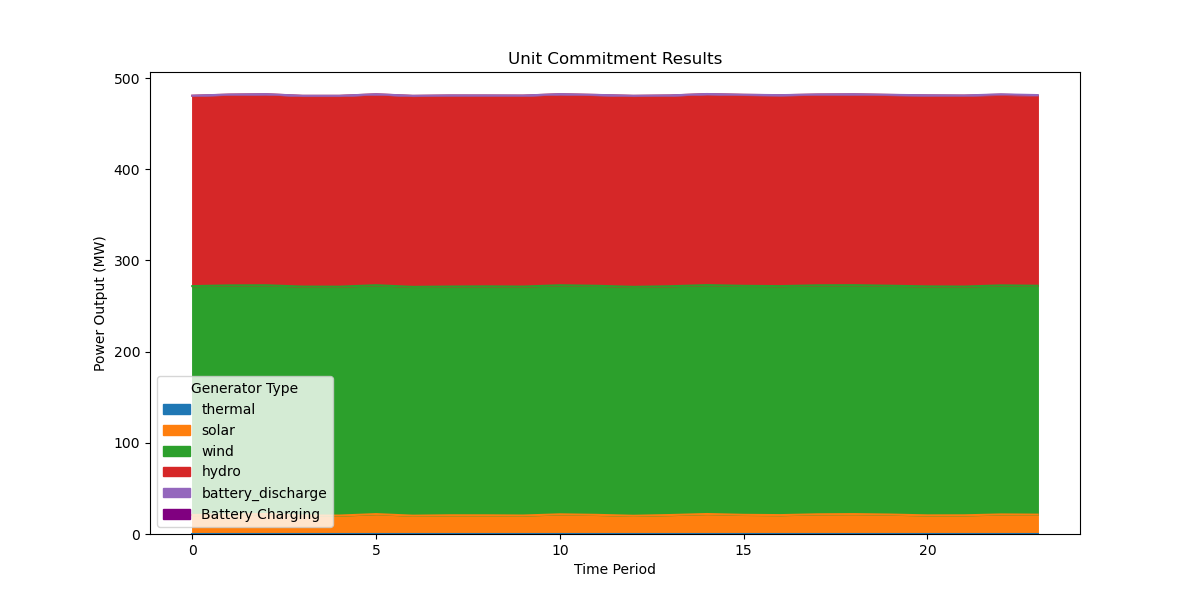 Unit Commitment Results
Power Output (MW)
500
400
300
200
100
0
Generator Type
thermal
solar
wind
hydro
battery_discharge
Battery Charging
0 5 10 15 20
Time Period